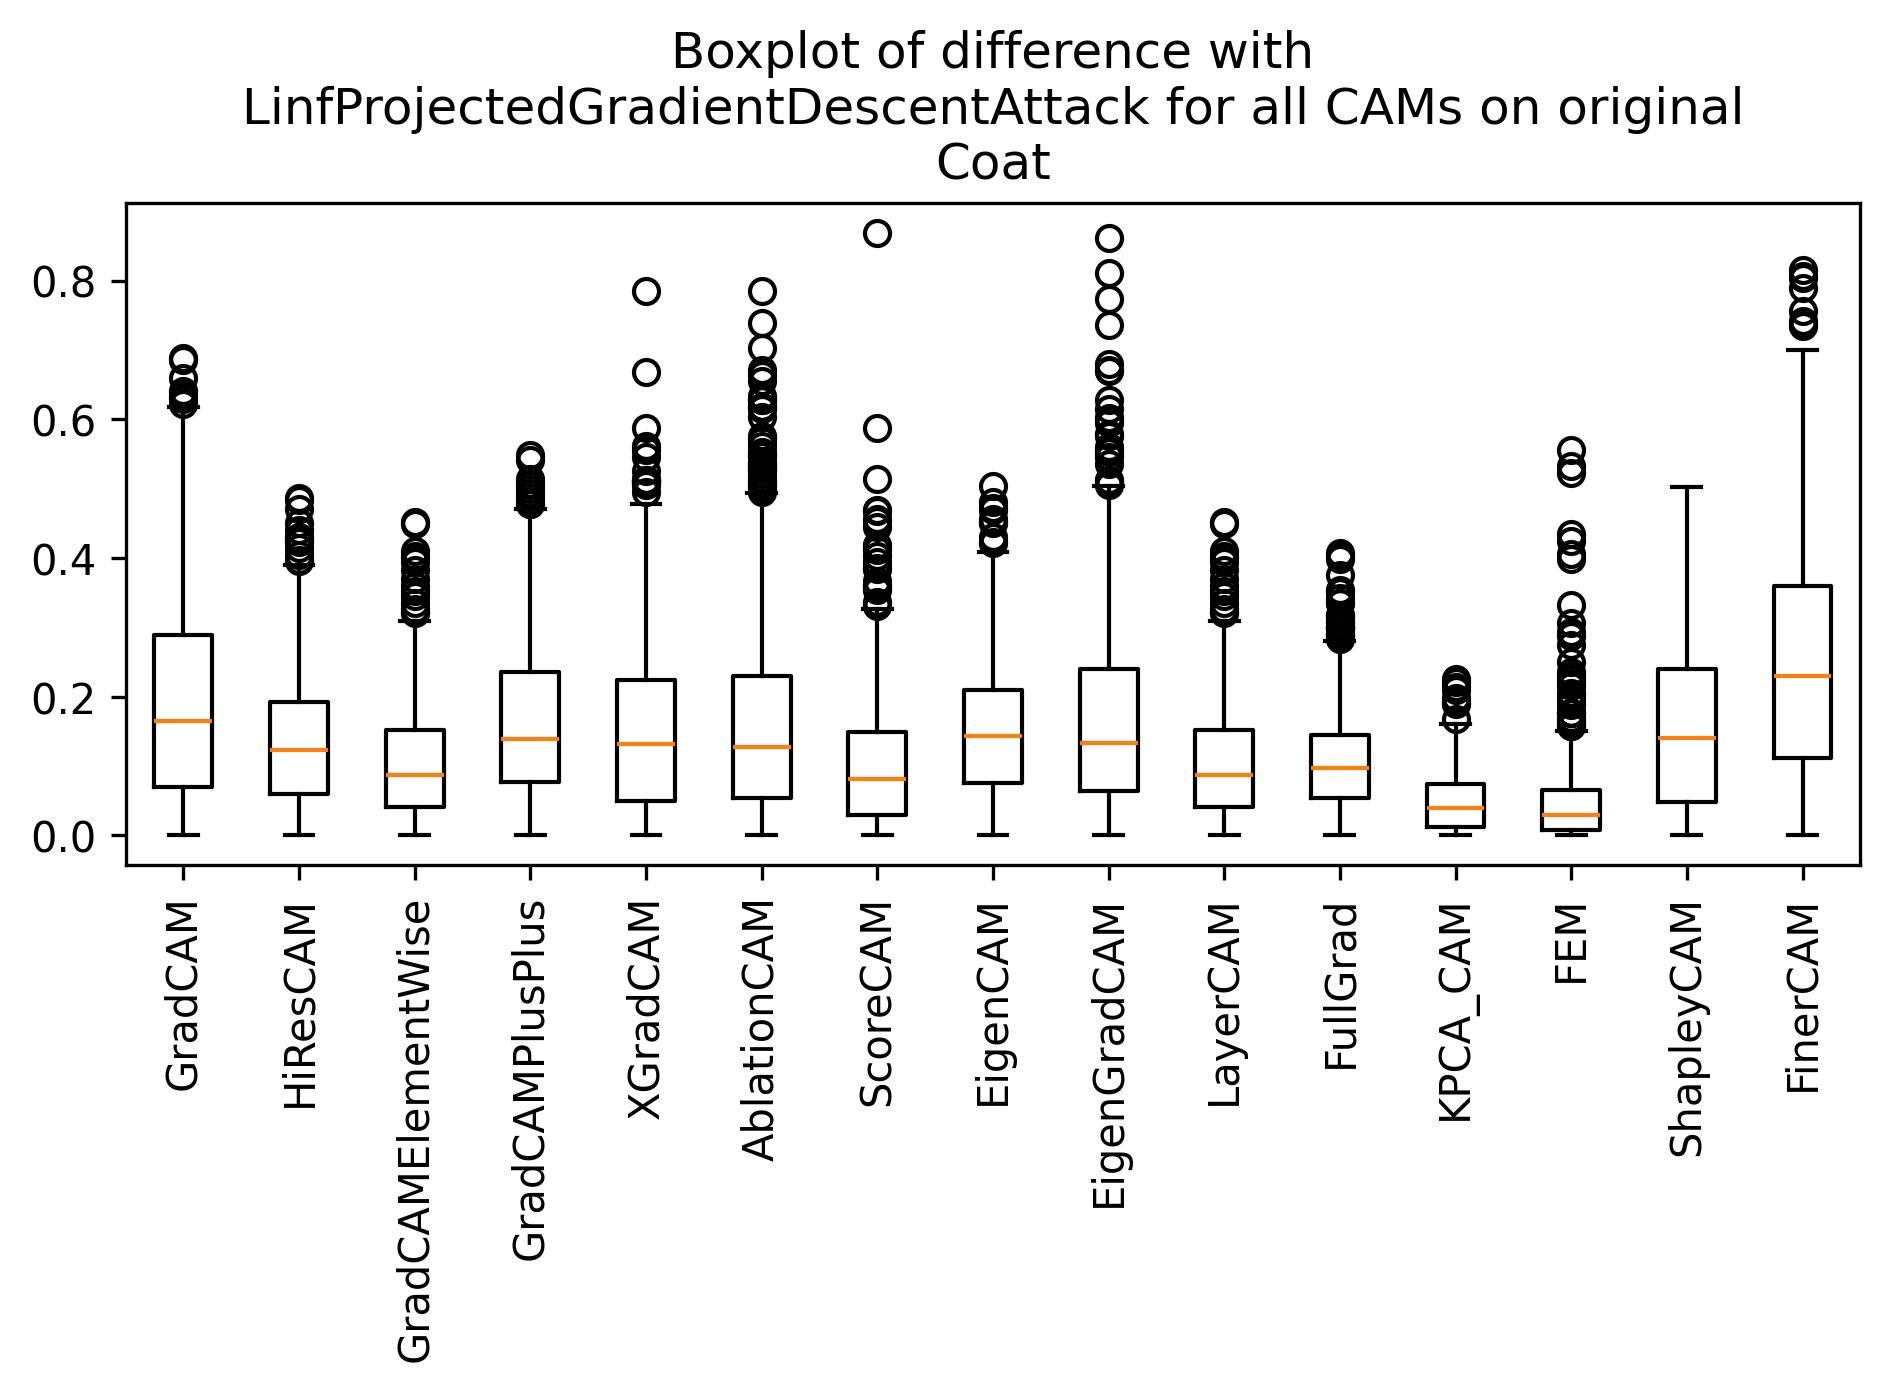 Boxplot of difference with
LinfProjectedGradientDescentAttack for all CAMs on original
Coat
0.8
0.6
0.4
0.2
0.0
GradCAM
HiResCAM
GradCAMElementWise
GradCAMPlusPlus
XGradCAM
AblationCAM
ScoreCAM
EigenCAM
EigenGradCAM
LayerCAM
FullGrad
KPCA_CAM
FEM
ShapleyCAM
FinerCAM